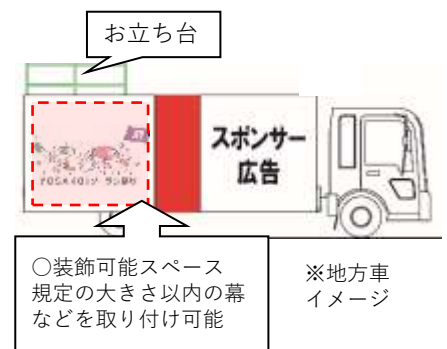 お立ち台
スポンサー
広告
○装飾可能スペース
規定の大きさ以内の幕
などを取り付け可能
※地方車
イメージ